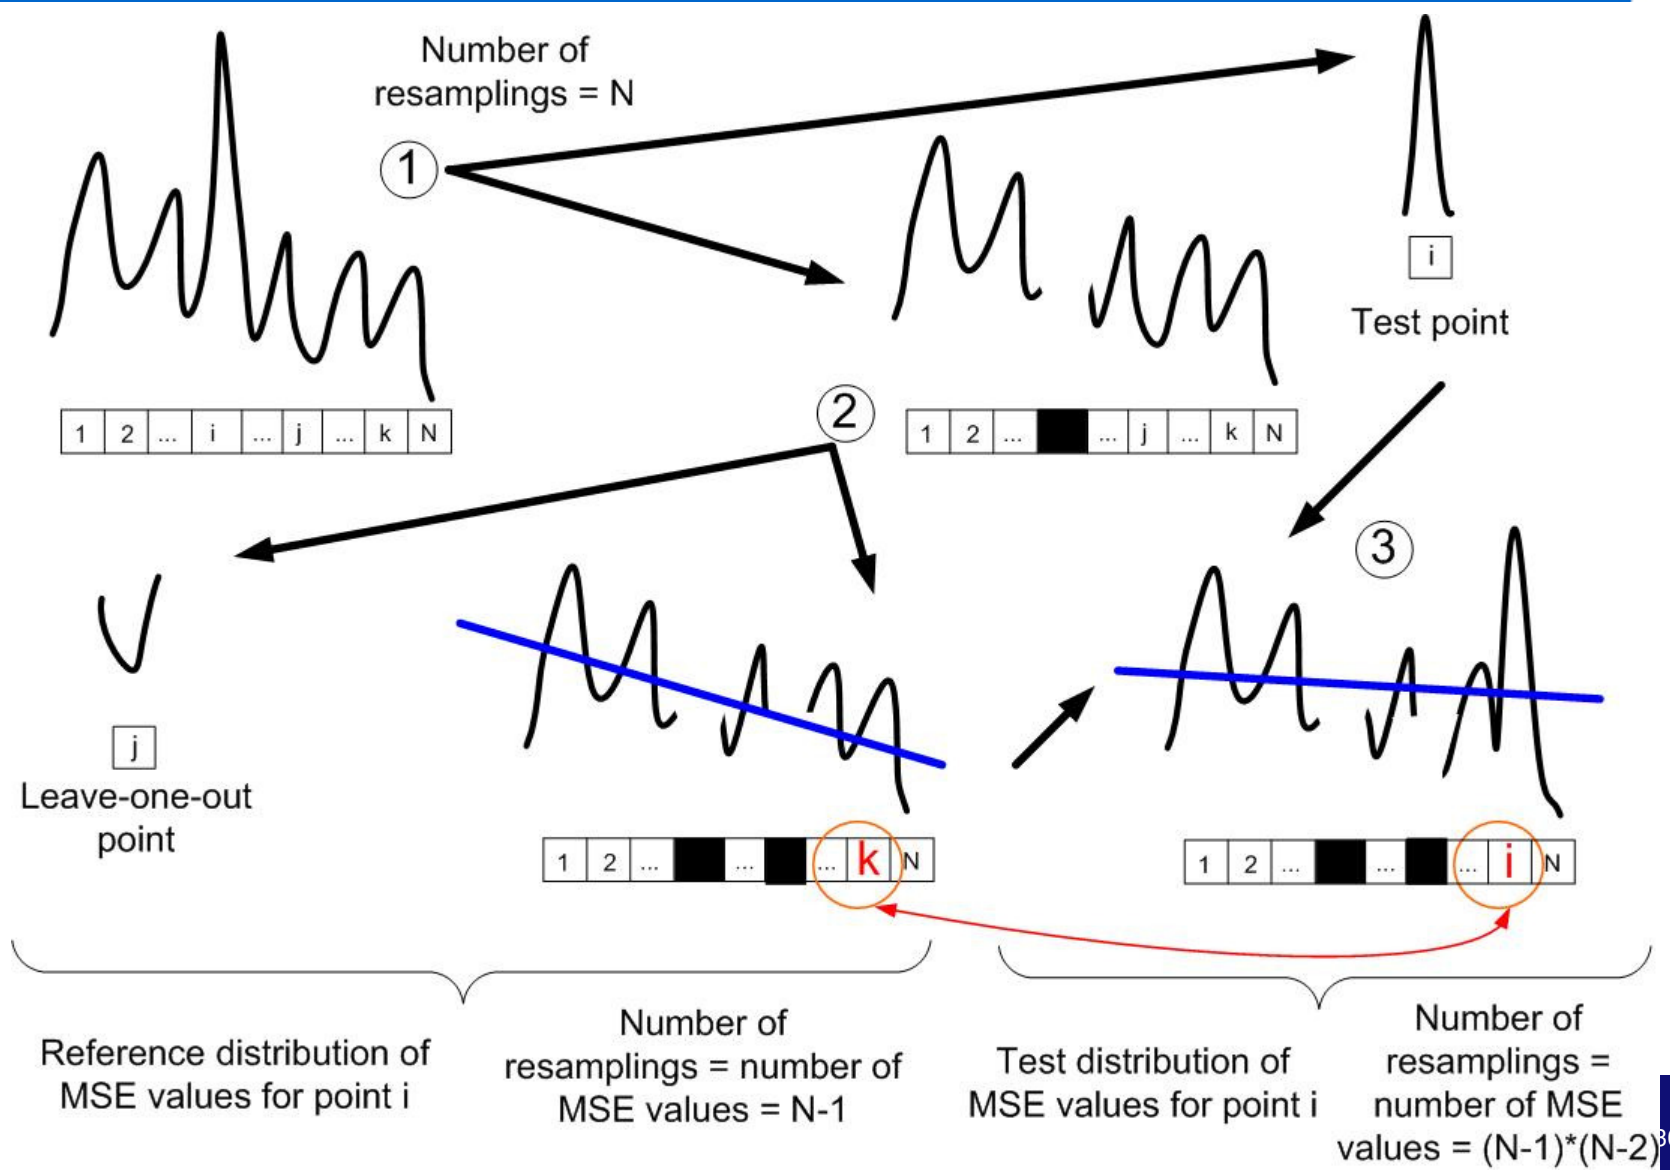 Number of
resamplings = N
1
i
Test point
1 2 ... i ... j ... k N
2
1 2 ... ... j ... k N
3
j
Leave-one-out
point
1 2 ... ... ... k N
1 2 ... ... ... i N
Reference distribution of
MSE values for point i
Number of
resamplings = number of
MSE values = N-1
Test distribution of
MSE values for point i
Number of
resamplings =
number of MSE
values = (N-1)*(N-2)